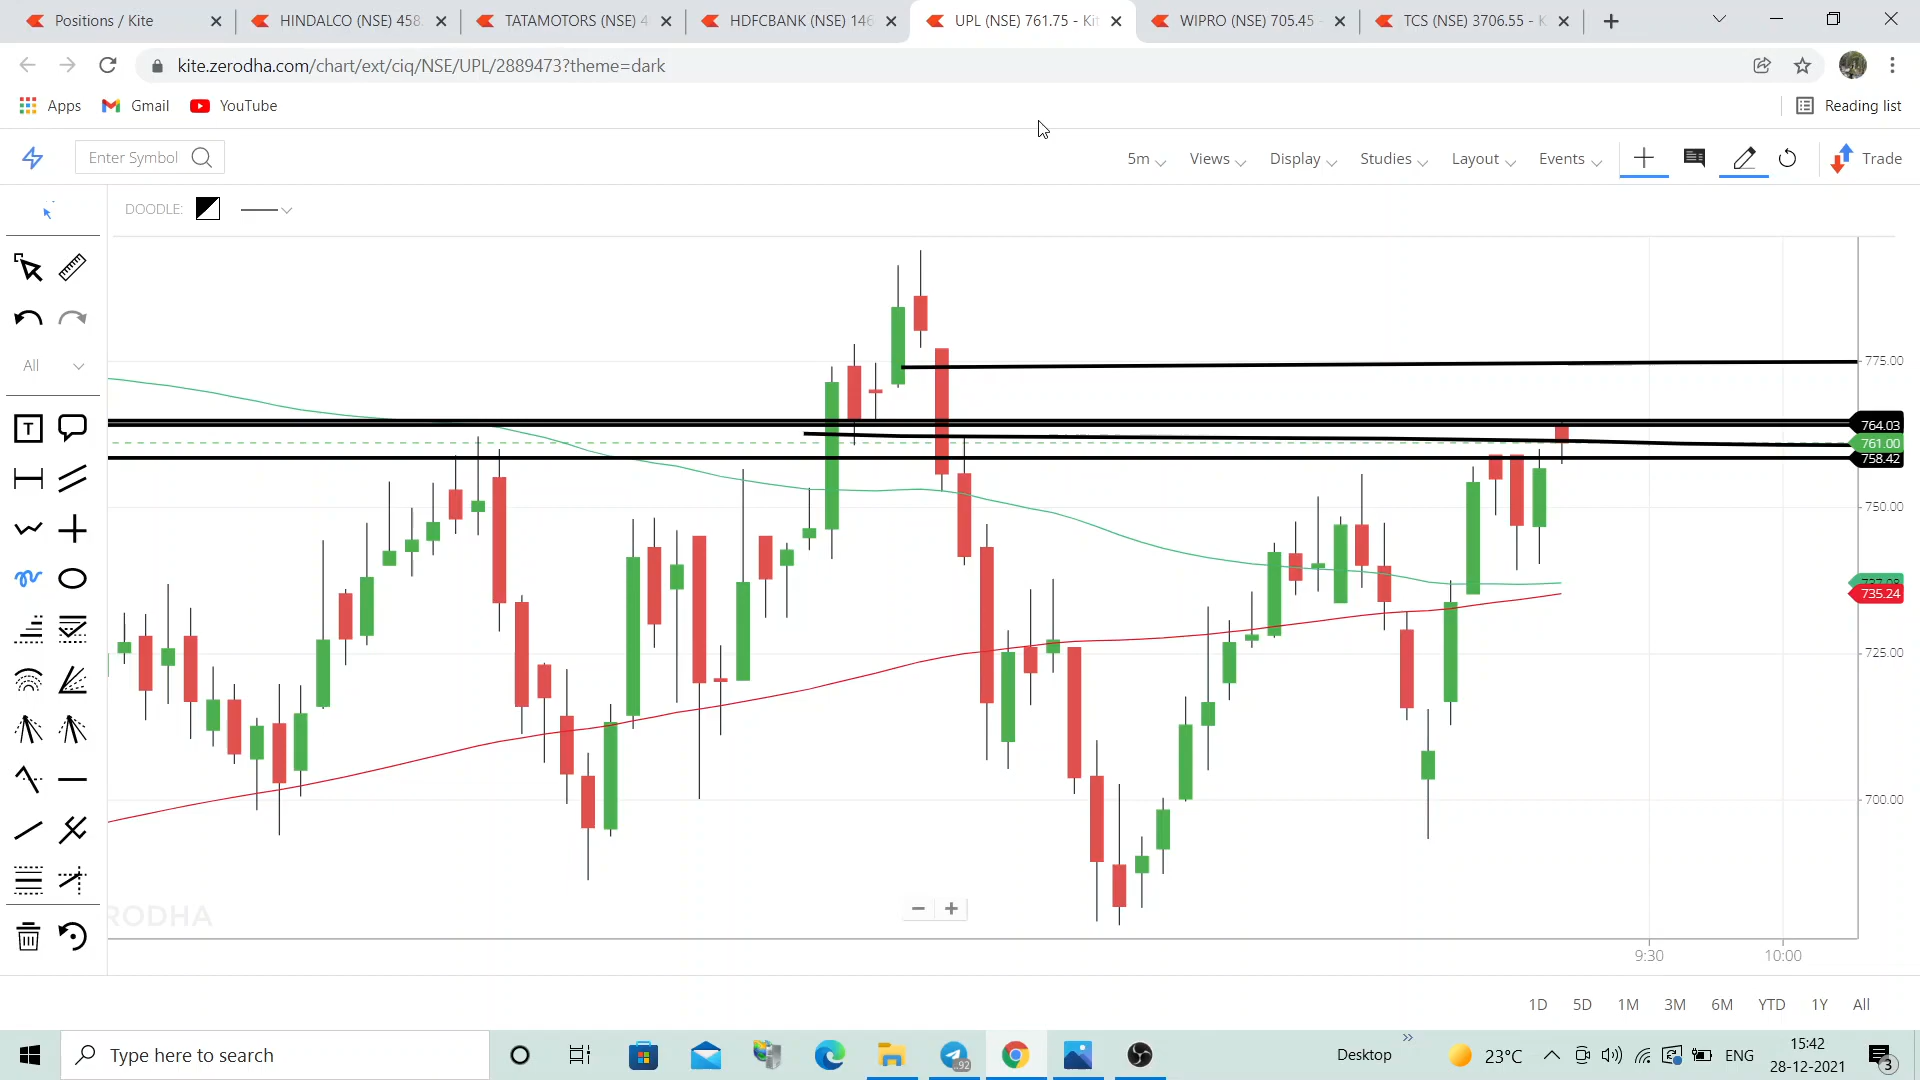 Positions / Kite
HINDALCO (NSE) 458.
TATAMOTORS (NSE) 4
HDFCBANK (NSE) 146
UPL (NSE) 761.75 - Kit
WIPRO (NSE) 705.45 -
TCS (NSE) 3706.55 - K
kite.zerodha.com/chart/ext/ciq/NSE/UPL/2889473?theme=dark
Apps
Gmail
YouTube
Reading list
Enter Symbol
5m
Views
Display
Studies
Layout
Events
Trade
DOODLE:
All
T
775.00
764.03
761.00
758.42
750.00
735.24
725.00
700.00
RODHA
9:30
10:00
1D
5D
1M
3M
6M
YTD
1Y
All
Type here to search
92
Desktop
23°C
ENG
15:42
28-12-2021
3